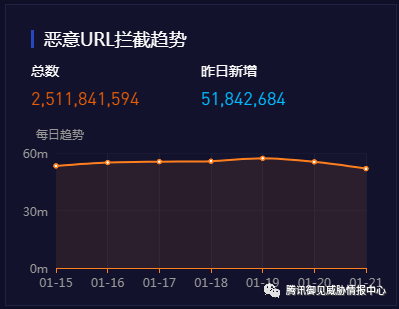 恶意URL拦截趋势
总数 昨日新增
2,511,841,594 51,842,684
每日趋势
60m
30m
0m
01-15 01-16 01-17 01-18 01-19 01-20 01-21
腾讯御见威胁情报中心